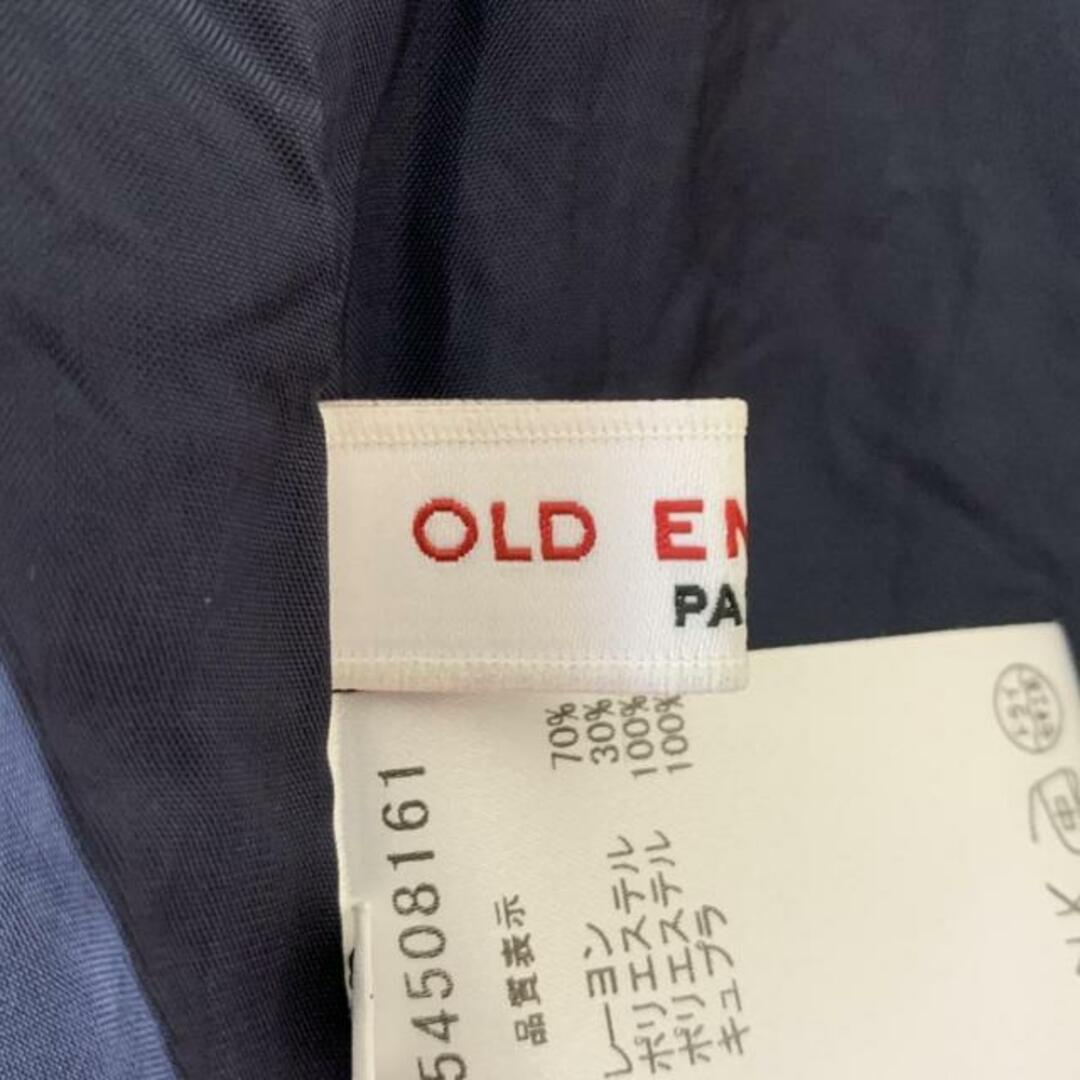 OLD EN
PA
54508161
品質表示
レーヨン 70%
ポリエステル 30%
ポリエステル 100%
キュプラ 100%
中